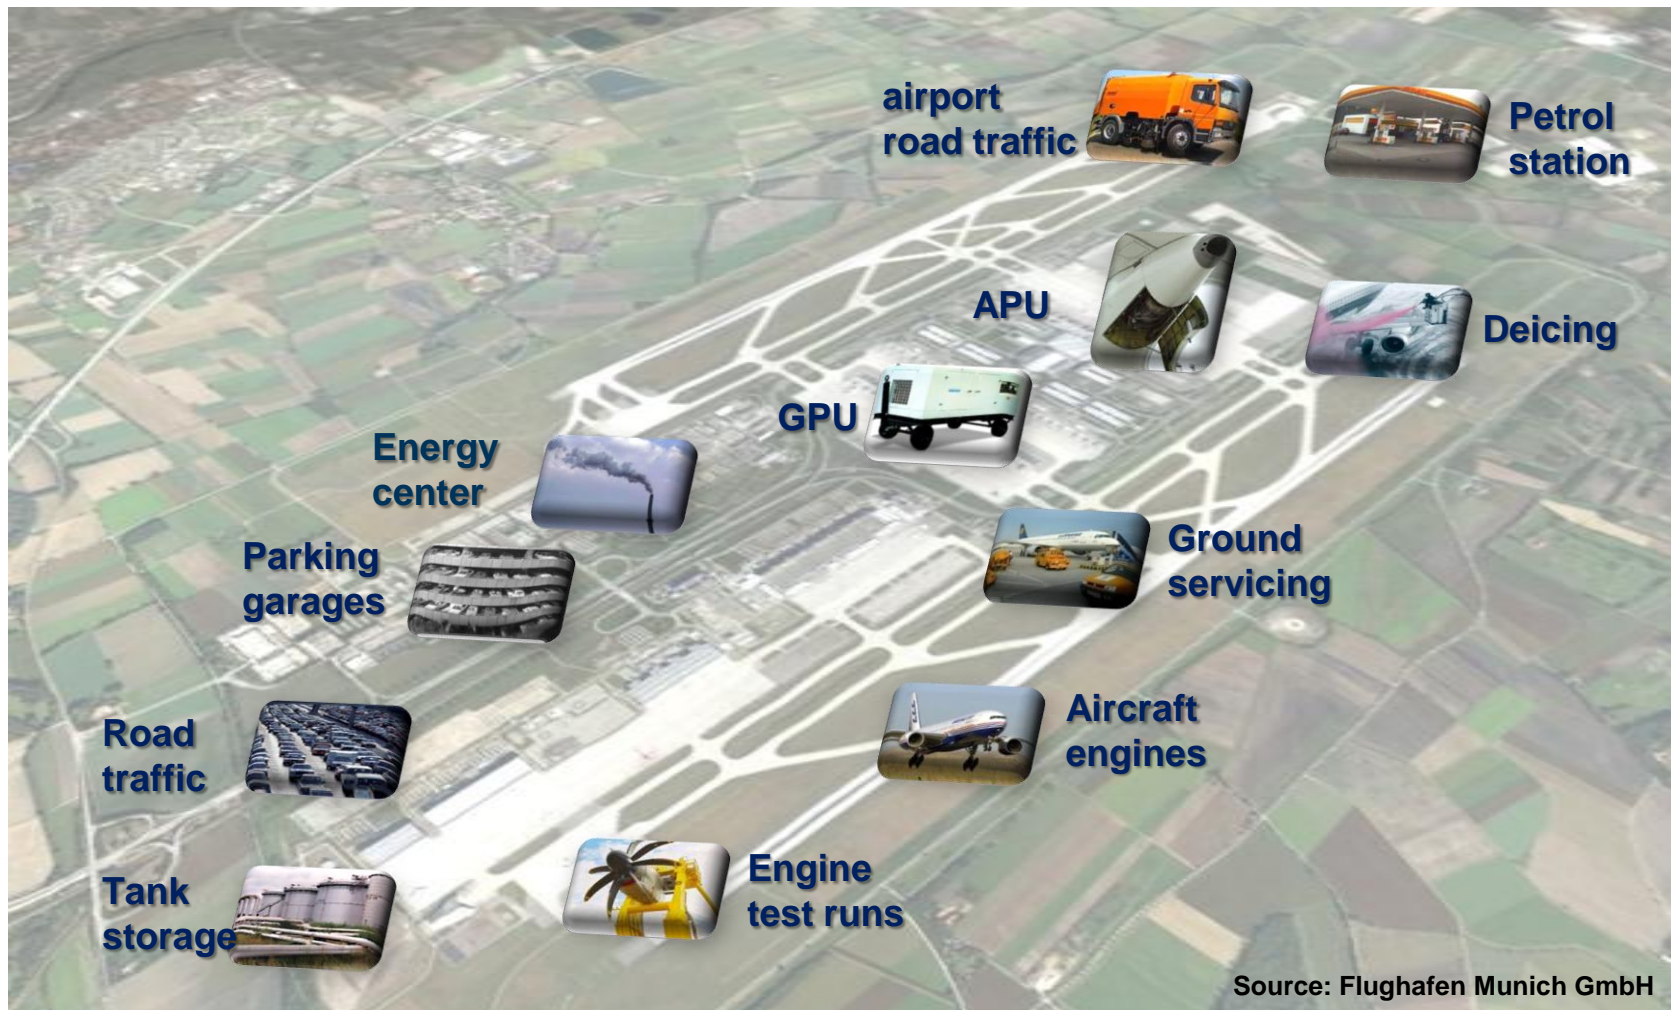 airport
road traffic
Petrol
station
APU
Deicing
GPU
Energy
center
Ground
servicing
Parking
garages
Aircraft
engines
Road
traffic
Engine
test runs
Tank
storage
Source: Flughafen Munich GmbH